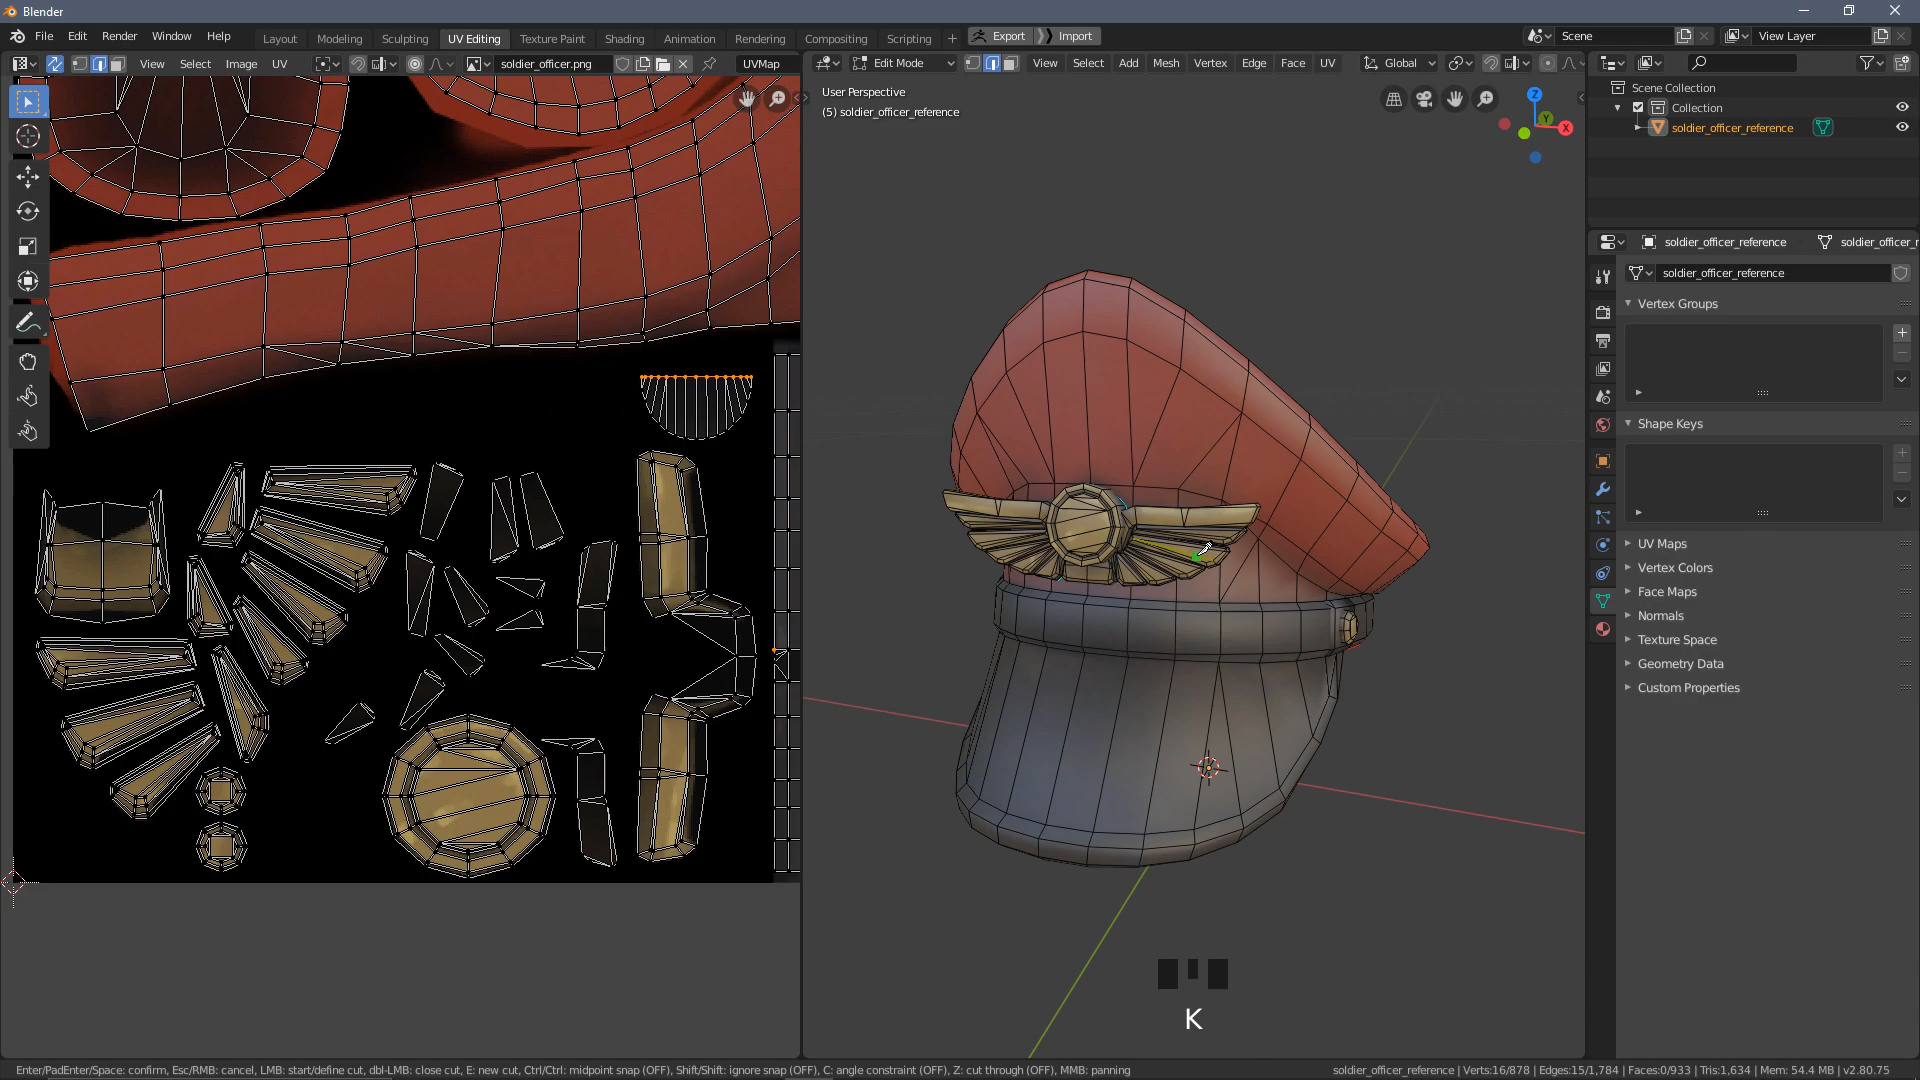 Blender
File Edit Render Window Help
Layout Modeling Sculpting UV Editing Texture Paint Shading Animation Rendering Compositing Scripting + Export Import
Scene
View Layer
View Select Image UV
soldier_officer.png
UVMap
Edit Mode
View Select Add Mesh Vertex Edge Face UV
Global
User Perspective
(5) soldier_officer_reference
Z
Y
X
K
Scene Collection
Collection
soldier_officer_reference
soldier_officer_reference
soldier_officer_r
soldier_officer_reference
Vertex Groups
Shape Keys
UV Maps
Vertex Colors
Face Maps
Normals
Texture Space
Geometry Data
Custom Properties
Enter/PadEnter/Space: confirm, Esc/RMB: cancel, LMB: start/define cut, dbl-LMB: close cut, E: new cut, Ctrl/Ctrl: midpoint snap (OFF), Shift/Shift: ignore snap (OFF), C: angle constraint (OFF), Z: cut through (OFF), MMB: panning
soldier_officer_reference | Verts:16/878 | Edges:15/1,784 | Faces:0/933 | Tris:1,634 | Mem: 54.4 MB | v2.80.75